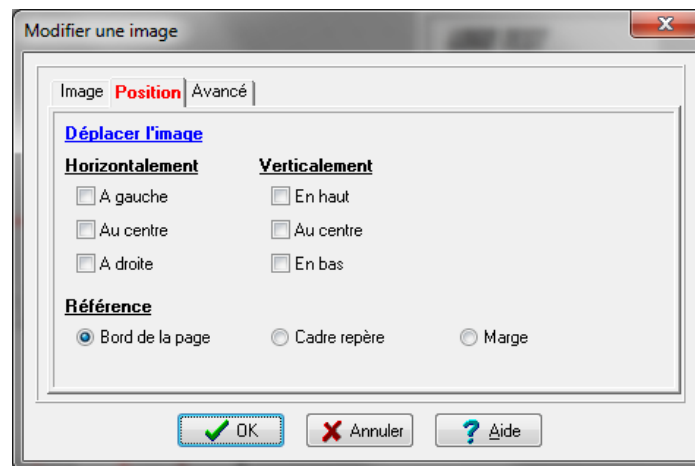 Modifier une image
Image Position Avancé
Déplacer l'image
Horizontalement Verticalement
A gauche En haut
Au centre Au centre
A droite En bas
Référence
Bord de la page Cadre repère Marge
OK Annuler Aide